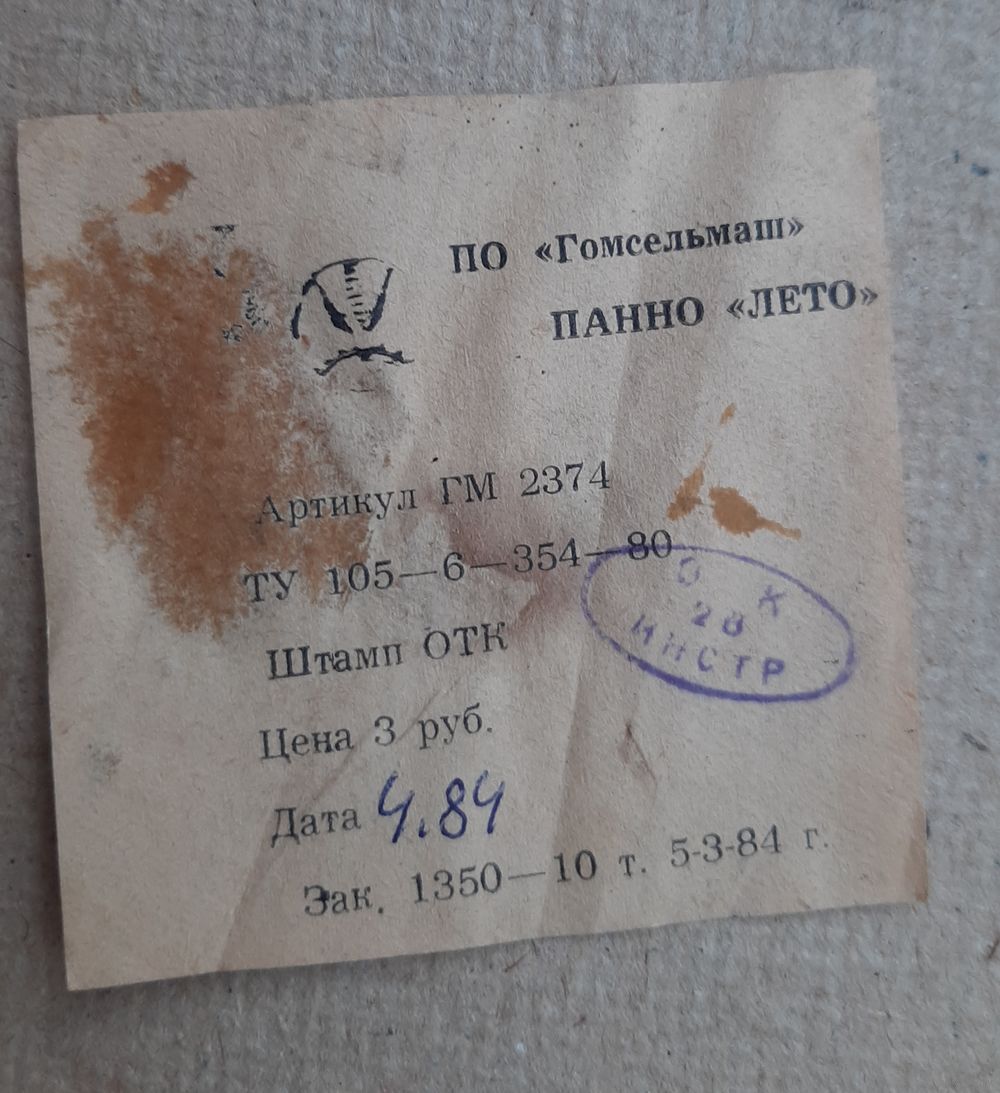 ПО «Гомсельмаш»
ПАННО «ЛЕТО»
Артикул ГМ 2374
ТУ 105—6—354—80
Штамп ОТК
О К
ИНСТР
Цена 3 руб.
Дата 4.84
Зак. 1350—10 т. 5-3-84 г.